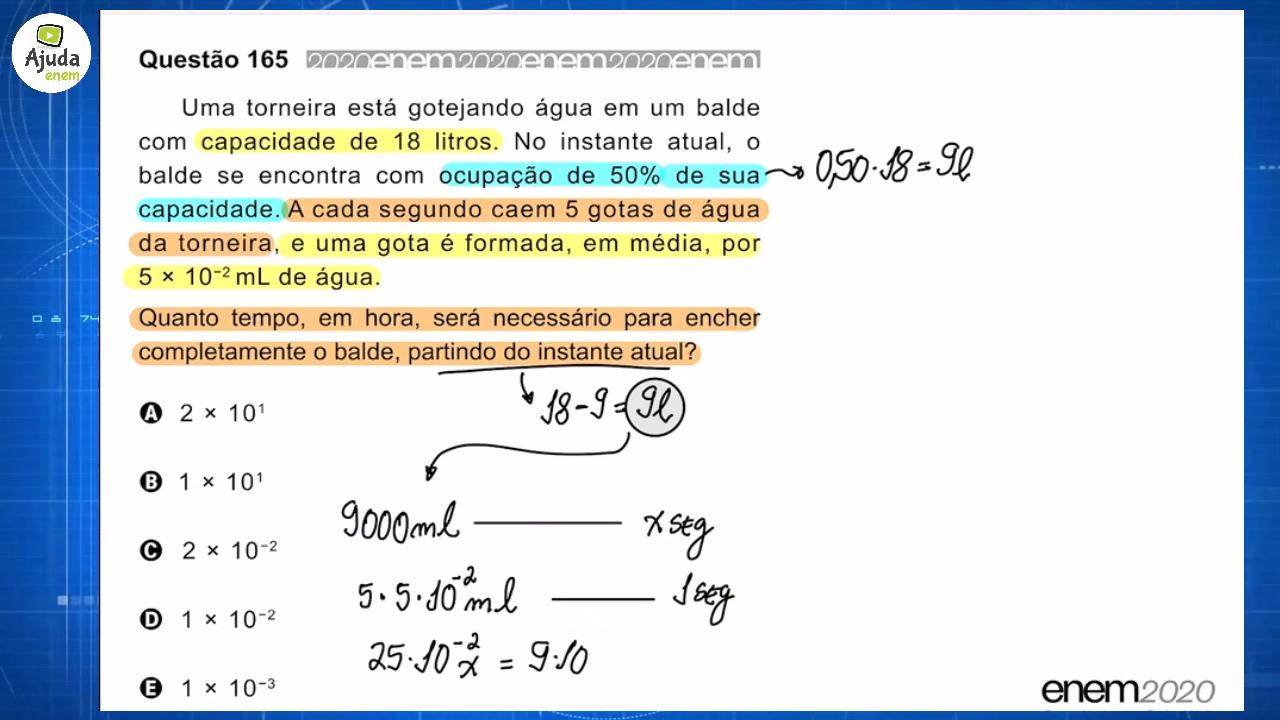 Ajuda
enem
Questão 165
2020enem2020enem2020enem
Uma torneira está gotejando água em um balde
com capacidade de 18 litros. No instante atual, o
balde se encontra com ocupação de 50% de sua
0,50·18=9l
capacidade. A cada segundo caem 5 gotas de água
da torneira, e uma gota é formada, em média, por
5 × 10⁻² mL de água.
Quanto tempo, em hora, será necessário para encher
completamente o balde, partindo do instante atual?
18-9=9l
A 2 × 10¹
B 1 × 10¹
C 2 × 10⁻²
D 1 × 10⁻²
E 1 × 10⁻³
9000ml x seg
5·5·10⁻² ml 1 seg
25·10⁻² x = 9·10
enem2020
74